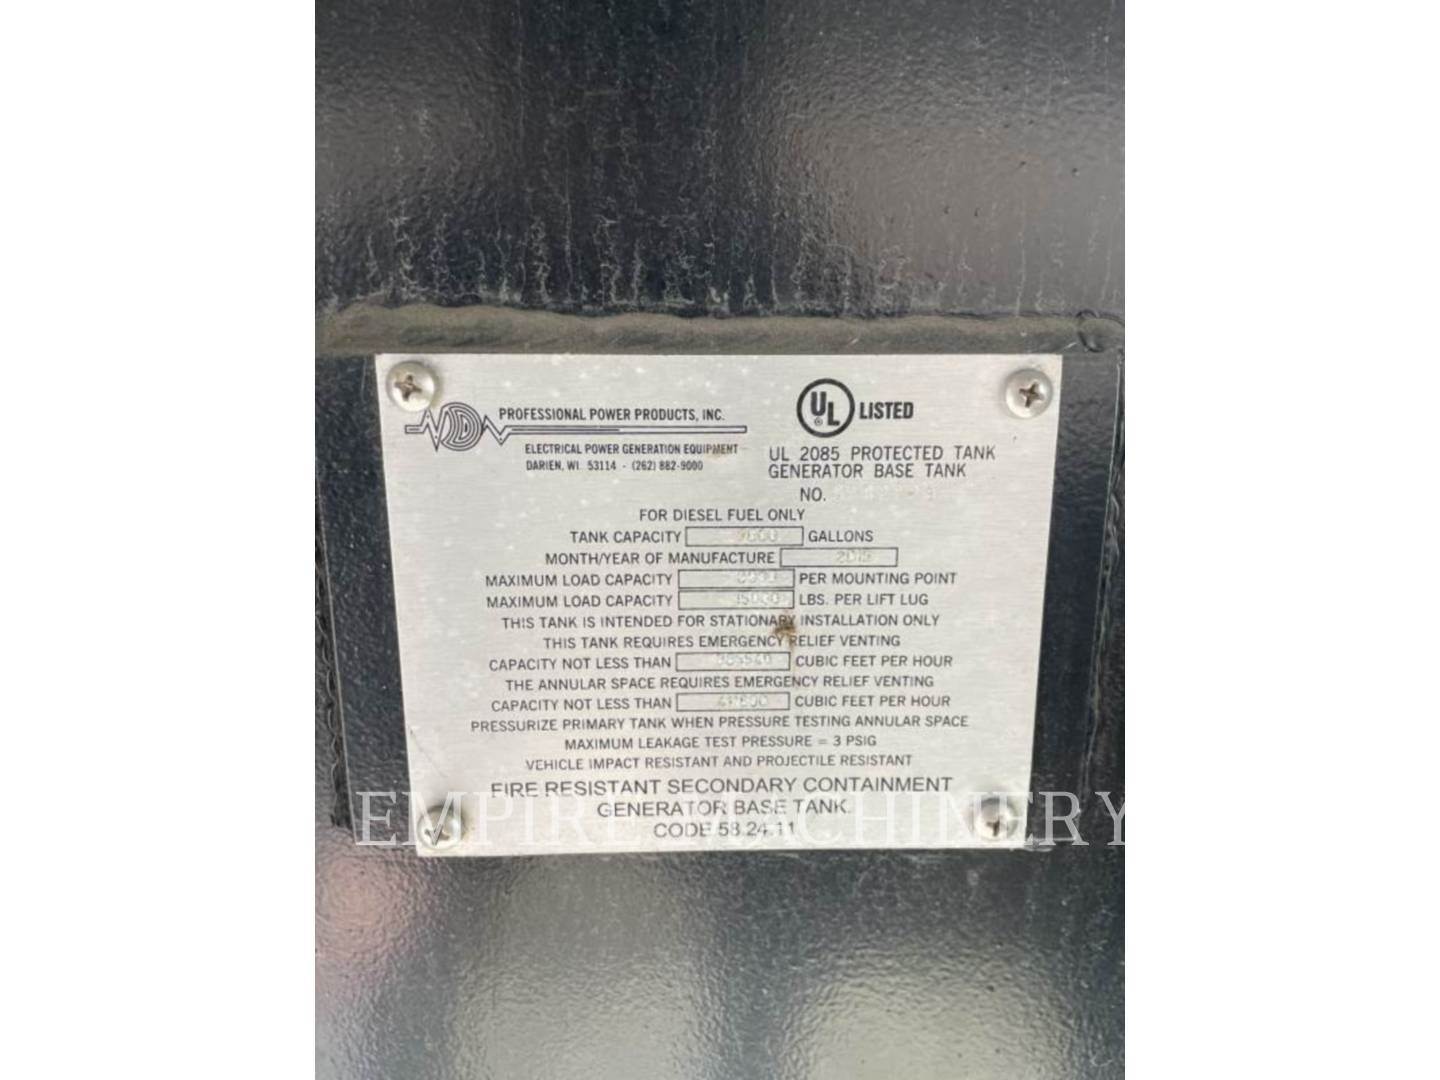 PROFESSIONAL POWER PRODUCTS, INC.
ELECTRICAL POWER GENERATION EQUIPMENT
DARIEN, WI. 53114 - (262) 882-9000
UL LISTED
UL 2085 PROTECTED TANK
GENERATOR BASE TANK
NO.
FOR DIESEL FUEL ONLY
TANK CAPACITY GALLONS
MONTH/YEAR OF MANUFACTURE
MAXIMUM LOAD CAPACITY PER MOUNTING POINT
MAXIMUM LOAD CAPACITY LBS. PER LIFT LUG
THIS TANK IS INTENDED FOR STATIONARY INSTALLATION ONLY
THIS TANK REQUIRES EMERGENCY RELIEF VENTING
CAPACITY NOT LESS THAN CUBIC FEET PER HOUR
THE ANNULAR SPACE REQUIRES EMERGENCY RELIEF VENTING
CAPACITY NOT LESS THAN CUBIC FEET PER HOUR
PRESSURIZE PRIMARY TANK WHEN PRESSURE TESTING ANNULAR SPACE
MAXIMUM LEAKAGE TEST PRESSURE = 3 PSIG
VEHICLE IMPACT RESISTANT AND PROJECTILE RESISTANT
FIRE RESISTANT SECONDARY CONTAINMENT
GENERATOR BASE TANK.
CODE 58.24.11
EMPIRE MACHINERY